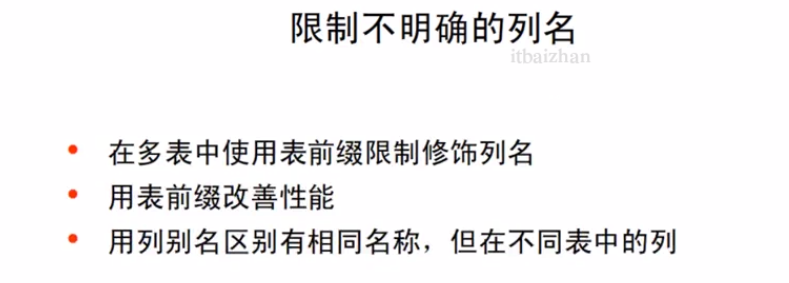 限制不明确的列名
itbaizhan
在多表中使用表前缀限制修饰列名
用表前缀改善性能
用列别名区别有相同名称，但在不同表中的列